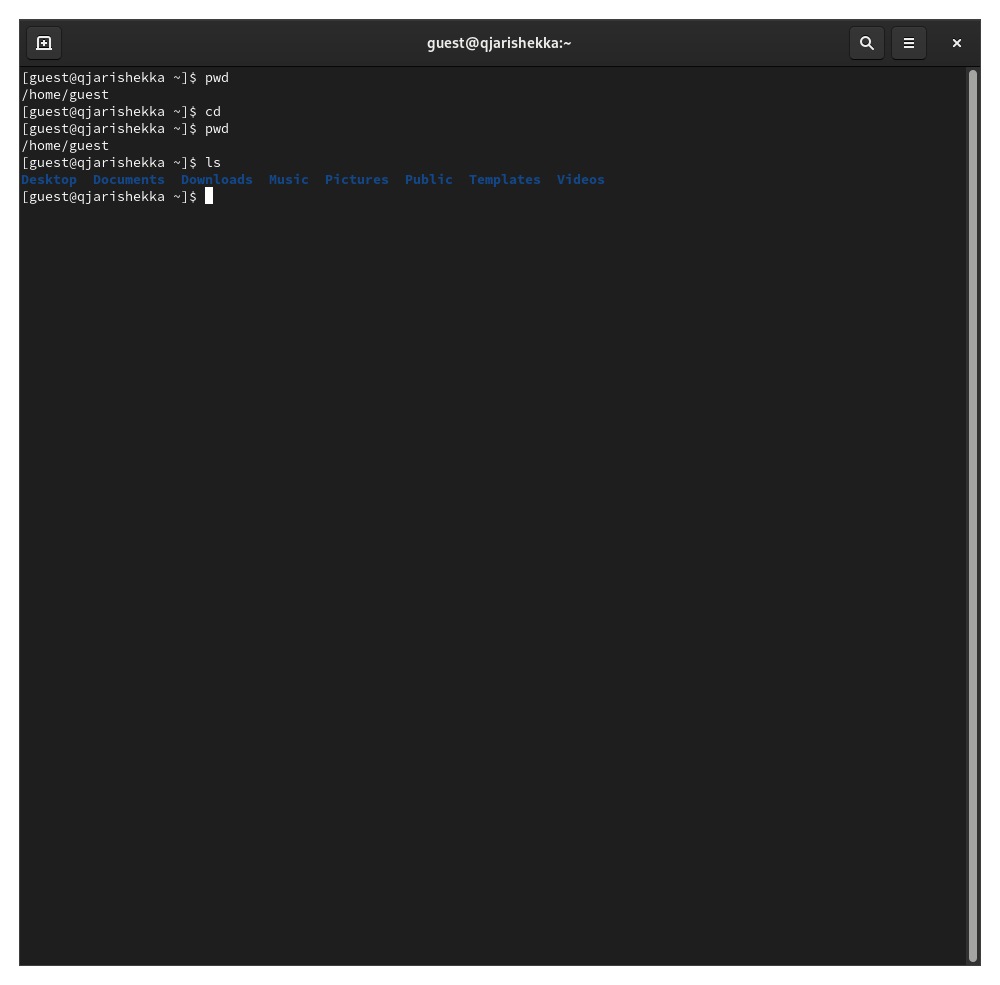 guest@qjarishekka:~
[guest@qjarishekka ~]$ pwd
/home/guest
[guest@qjarishekka ~]$ cd
[guest@qjarishekka ~]$ pwd
/home/guest
[guest@qjarishekka ~]$ ls
Desktop  Documents  Downloads  Music  Pictures  Public  Templates  Videos
[guest@qjarishekka ~]$